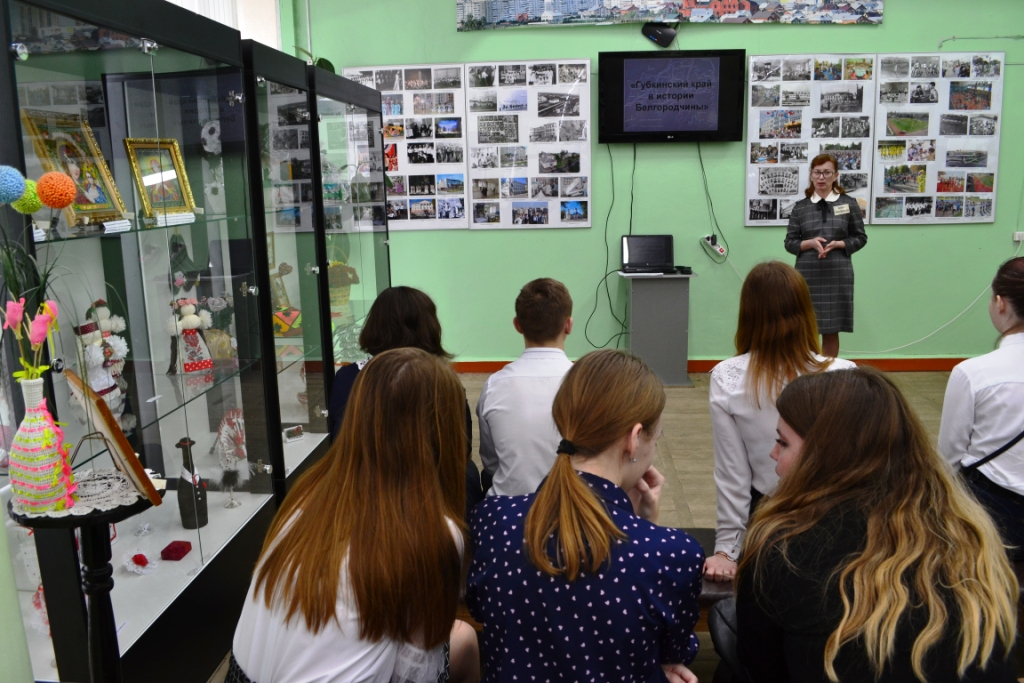 «Губкинский край
в истории
Белгородчины»